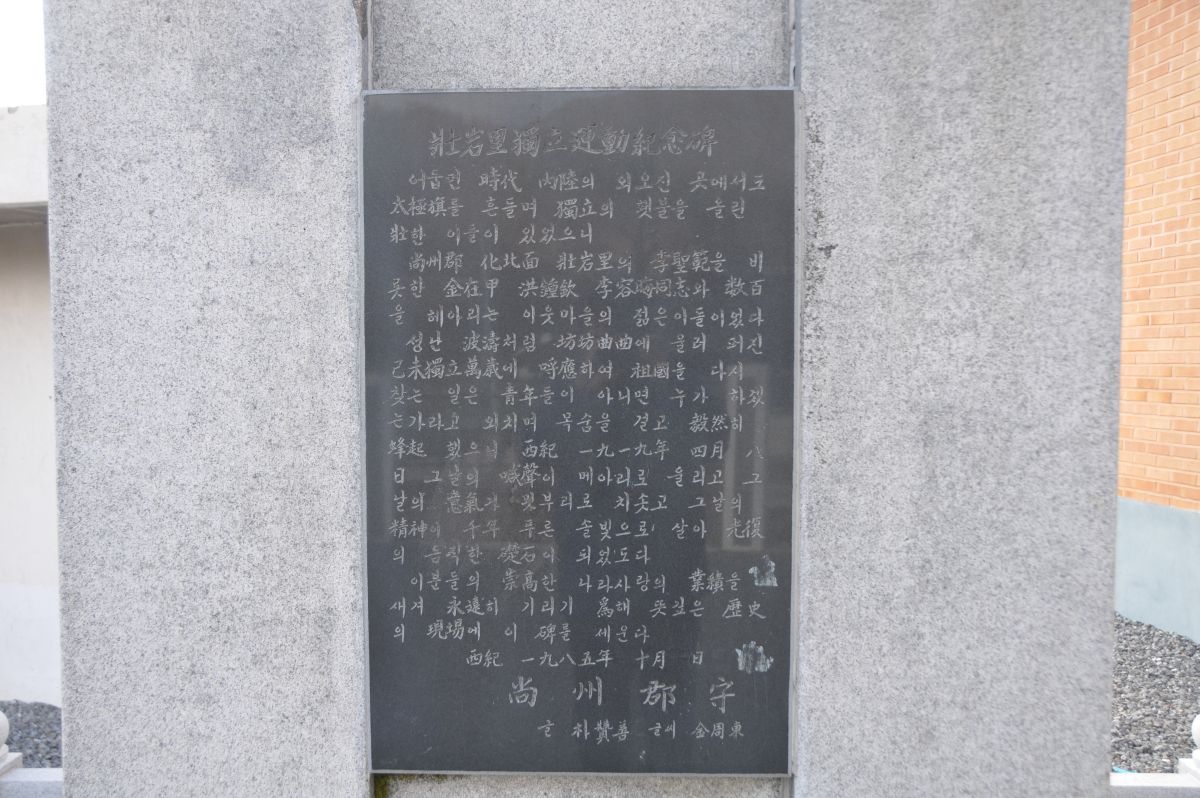 壯岩里獨立運動紀念碑
어둡던 時代 內陸의 외오진 곳에서도
太極旗를 흔들며 獨立의 횃불을 올린
壯한 이들이 있었으니
尙州郡 化北面 壯岩里의 李聖範을 비
롯한 金在甲 洪鍾欽 李容晦同志와 数百
을 헤아리는 이웃마을의 젊은이들이었다
성난 波濤처럼 坊坊曲曲에 울려 퍼진
己未獨立萬歲에 呼應하여 祖國을 다시
찾는 일은 靑年들이 아니면 누가 하겠
는가라고 외치며 목숨을 걸고 毅然히
蜂起 했으니 西紀 一九一九年 四月 八
日 그날의 喊聲이 메아리로 울리고 그
날의 意氣가 묏부리로 치솟고 그날의
精神이 千年 푸른 솔빛으로 살아 光復
의 듬직한 礎石이 되었도다
이분들의 崇高한 나라사랑의 業績을
새겨 永遠히 기리기 爲해 뜻깊은 歷史
의 現場에 이 碑를 세운다
西紀 一九八五年 十月 日
尙州郡守
글 朴贊善 글씨 金周東